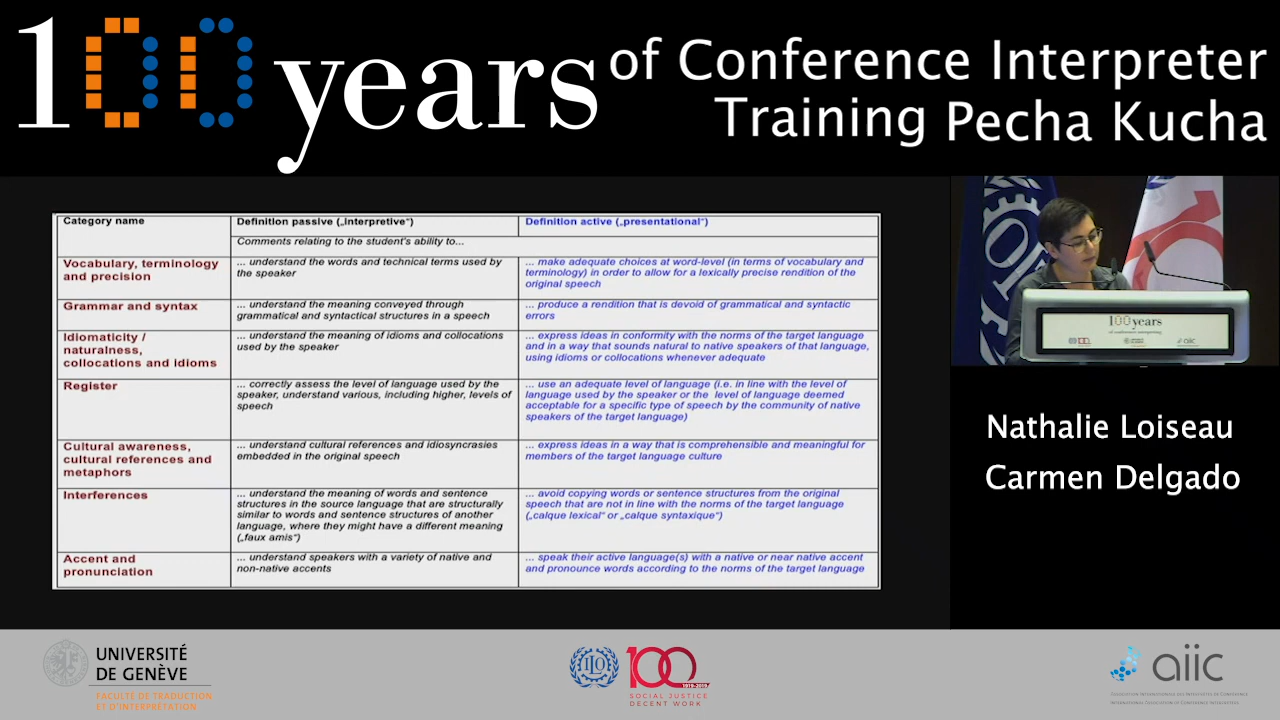 100 years of Conference Interpreter
Training Pecha Kucha
Category name
Definition passive („interpretive“)
Definition active („presentational“)
Comments relating to the student's ability to...
Vocabulary, terminology
and precision
... understand the words and technical terms used by
the speaker
... make adequate choices at word-level (in terms of vocabulary and
terminology) in order to allow for a lexically precise rendition of the
original speech
Grammar and syntax
... understand the meaning conveyed through
grammatical and syntactical structures in a speech
... produce a rendition that is devoid of grammatical and syntactic
errors
Idiomaticity /
naturalness,
collocations and idioms
... understand the meaning of idioms and collocations
used by the speaker
... express ideas in conformity with the norms of the target language
and in a way that sounds natural to native speakers of that language,
using idioms or collocations whenever adequate
Register
... correctly assess the level of language used by the
speaker, understand various, including higher, levels of
speech
... use an adequate level of language (i.e. in line with the level of
language used by the speaker or the level of language deemed
acceptable for a specific type of speech by the community of native
speakers of the target language)
Cultural awareness,
cultural references and
metaphors
... understand cultural references and idiosyncrasies
embedded in the original speech
... express ideas in a way that is comprehensible and meaningful for
members of the target language culture
Interferences
... understand the meaning of words and sentence
structures in the source language that are structurally
similar to words and sentence structures of another
language, where they might have a different meaning
(„faux amis“)
... avoid copying words or sentence structures from the original
speech that are not in line with the norms of the target language
(„calque lexical“ or „calque syntaxique“)
Accent and
pronunciation
... understand speakers with a variety of native and
non-native accents
... speak their active language(s) with a native or near native accent
and pronounce words according to the norms of the target language
100years
of conference interpreting
100
aiic
Nathalie Loiseau
Carmen Delgado
UNIVERSITÉ
DE GENÈVE
FACULTÉ DE TRADUCTION
ET D'INTERPRÉTATION
ILO
100
1919-2019
SOCIAL JUSTICE
DECENT WORK
aiic